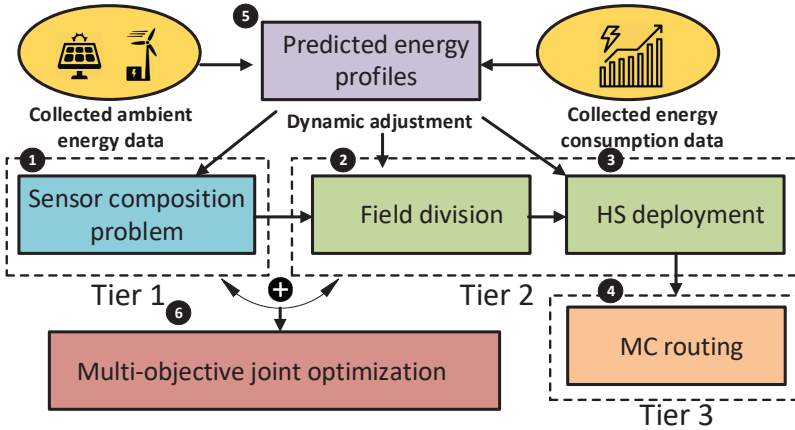 5
Predicted energy
profiles
Collected ambient
energy data
Dynamic adjustment
Collected energy
consumption data
1
Sensor composition
problem
2
Field division
3
HS deployment
Tier 1
Tier 2
+
6
Multi-objective joint optimization
4
MC routing
Tier 3